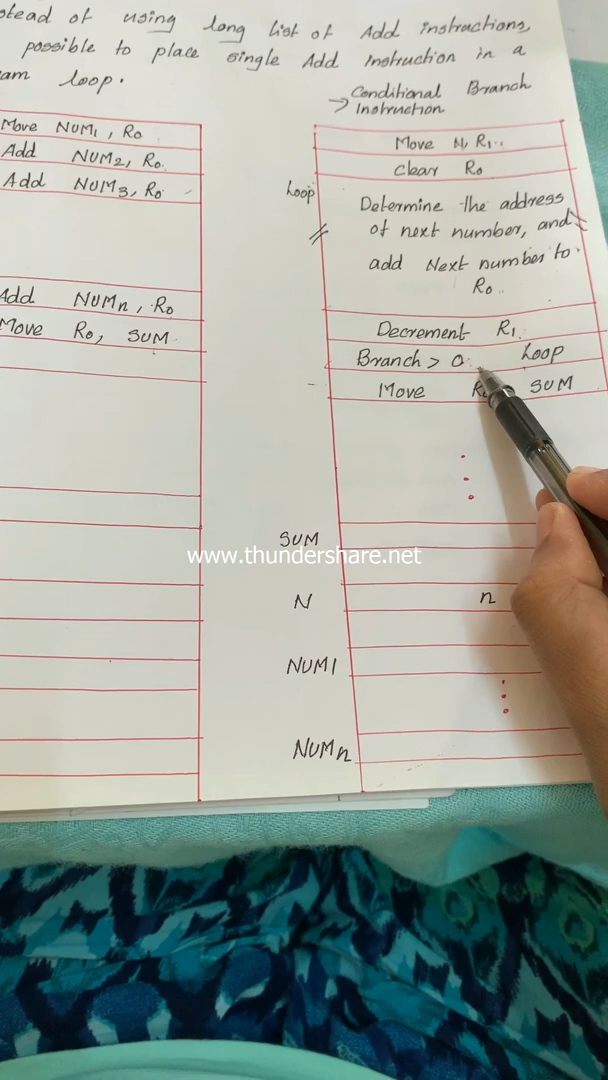 stead of using long list of Add instructions,
possible to place single Add Instruction in a
am loop.
→ Conditional Branch
Instruction
Move NUM1, R0
Add NUM2, R0
Add NUM3, R0
Add NUMn, R0
Move R0, SUM
Move N, R1
Clear R0
Loop
Determine the address
of next number, and
add Next number to
R0
Decrement R1
Branch > 0 Loop
Move SUM
SUM
www.thundershare.net
N n
NUM1
NUMn